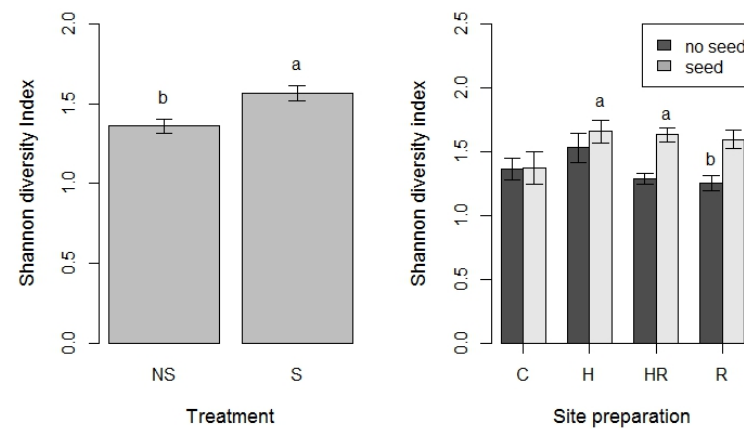 Shannon diversity Index
2.0
1.5
1.0
0.5
0.0
b
a
NS
S
Treatment
Shannon diversity Index
2.5
2.0
1.5
1.0
0.5
0.0
no seed
seed
a
a
b
C
H
HR
R
Site preparation